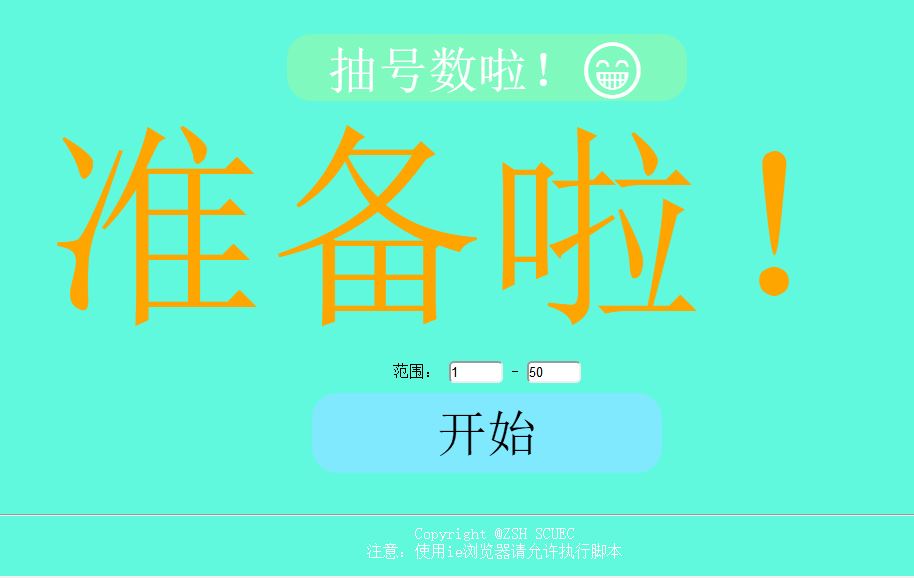 抽号数啦！😁
准备啦！
范围： 1 - 50
开始
Copyright @ZSH SCUEC
注意：使用ie浏览器请允许执行脚本